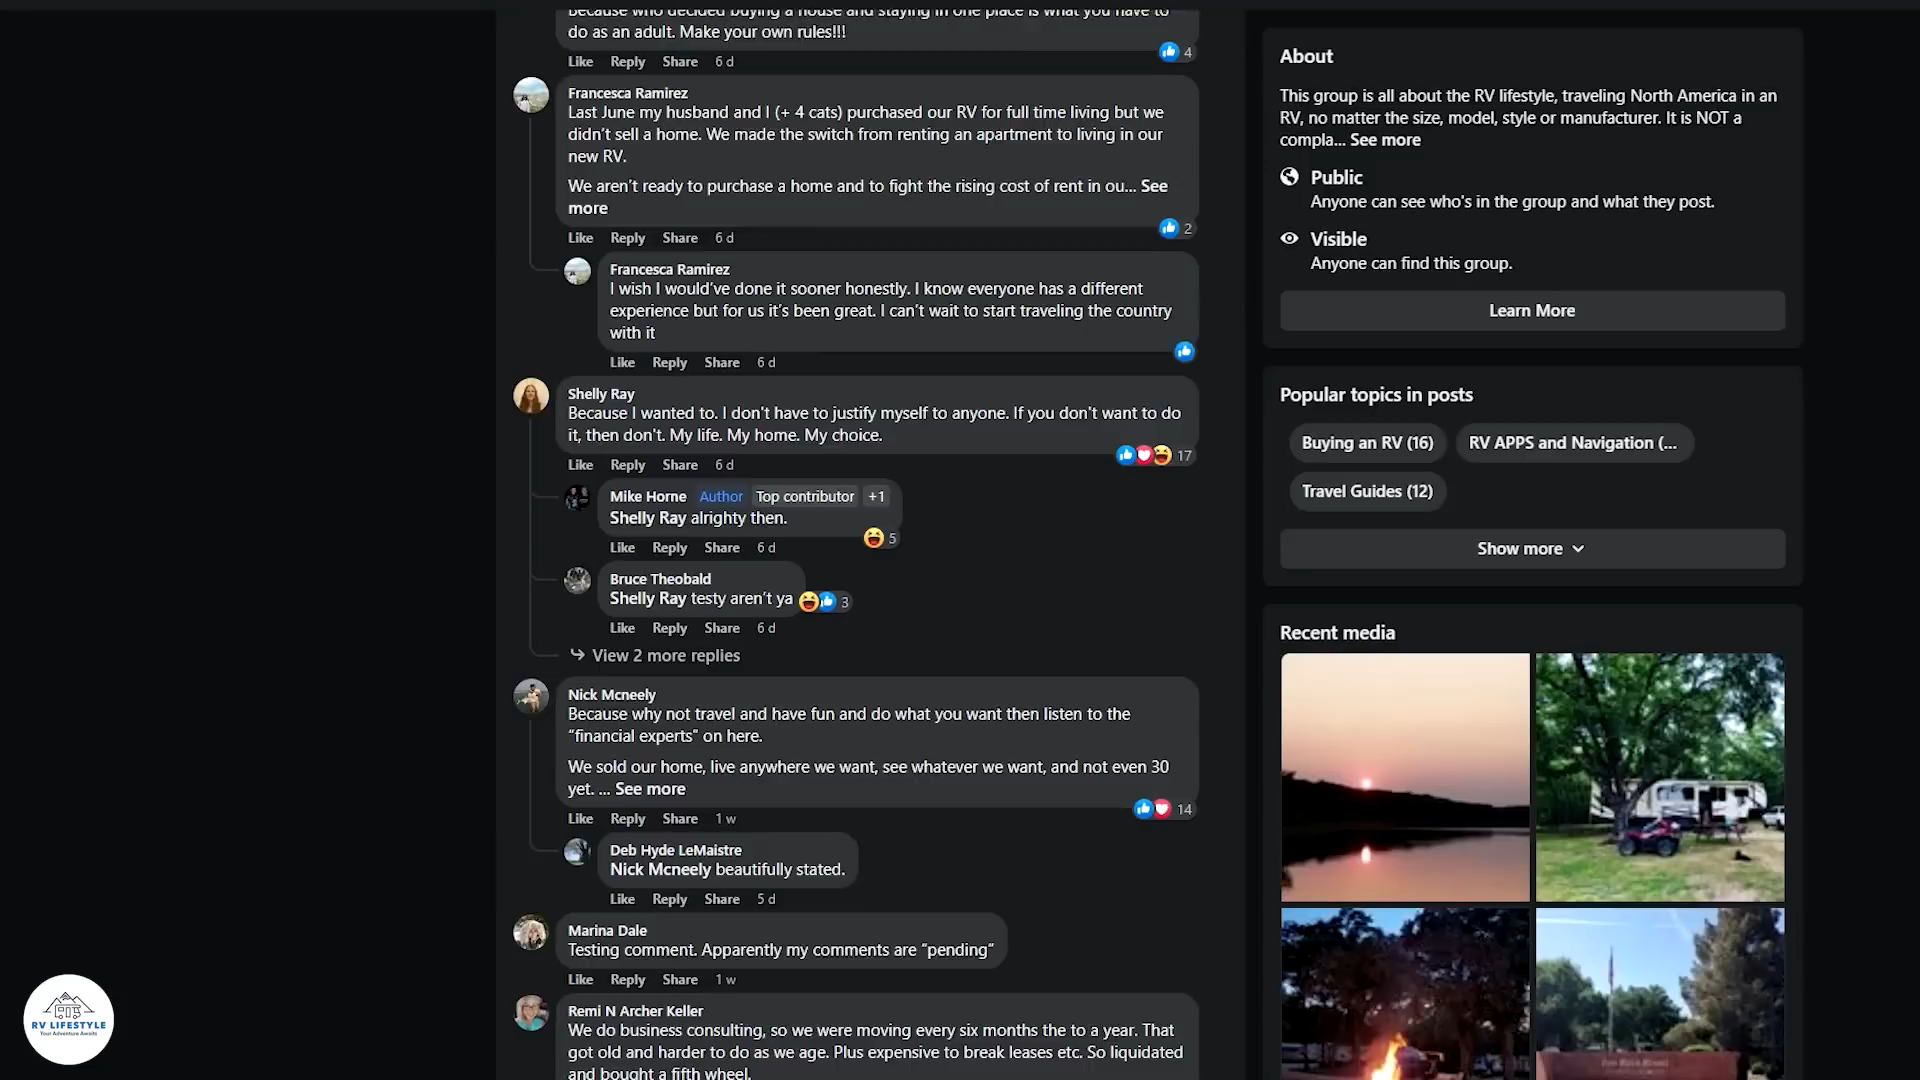 Because who decided buying a house and staying in one place is what you have to
do as an adult. Make your own rules!!!
4
Like Reply Share 6 d
Francesca Ramirez
Last June my husband and I (+ 4 cats) purchased our RV for full time living but we
didn't sell a home. We made the switch from renting an apartment to living in our
new RV.
We aren't ready to purchase a home and to fight the rising cost of rent in ou... See
more
2
Like Reply Share 6 d
Francesca Ramirez
I wish I would've done it sooner honestly. I know everyone has a different
experience but for us it's been great. I can't wait to start traveling the country
with it
Like Reply Share 6 d
Shelly Ray
Because I wanted to. I don't have to justify myself to anyone. If you don't want to do
it, then don't. My life. My home. My choice.
17
Like Reply Share 6 d
Mike Horne Author Top contributor +1
Shelly Ray alrighty then.
5
Like Reply Share 6 d
Bruce Theobald
Shelly Ray testy aren't ya
3
Like Reply Share 6 d
View 2 more replies
Nick Mcneely
Because why not travel and have fun and do what you want then listen to the
"financial experts" on here.
We sold our home, live anywhere we want, see whatever we want, and not even 30
yet. ... See more
14
Like Reply Share 1 w
Deb Hyde LeMaistre
Nick Mcneely beautifully stated.
Like Reply Share 5 d
Marina Dale
Testing comment. Apparently my comments are "pending"
Like Reply Share 1 w
Remi N Archer Keller
We do business consulting, so we were moving every six months the to a year. That
got old and harder to do as we age. Plus expensive to break leases etc. So liquidated
and bought a fifth wheel.
About
This group is all about the RV lifestyle, traveling North America in an
RV, no matter the size, model, style or manufacturer. It is NOT a
compla... See more
Public
Anyone can see who's in the group and what they post.
Visible
Anyone can find this group.
Learn More
Popular topics in posts
Buying an RV (16) RV APPS and Navigation (...
Travel Guides (12)
Show more
Recent media
RV LIFESTYLE
Your Adventure Awaits